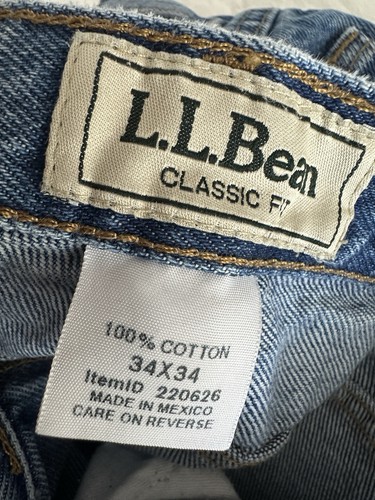 L.L.Bean
CLASSIC FIT
100% COTTON
34X34
ItemID 220626
MADE IN MEXICO
CARE ON REVERSE